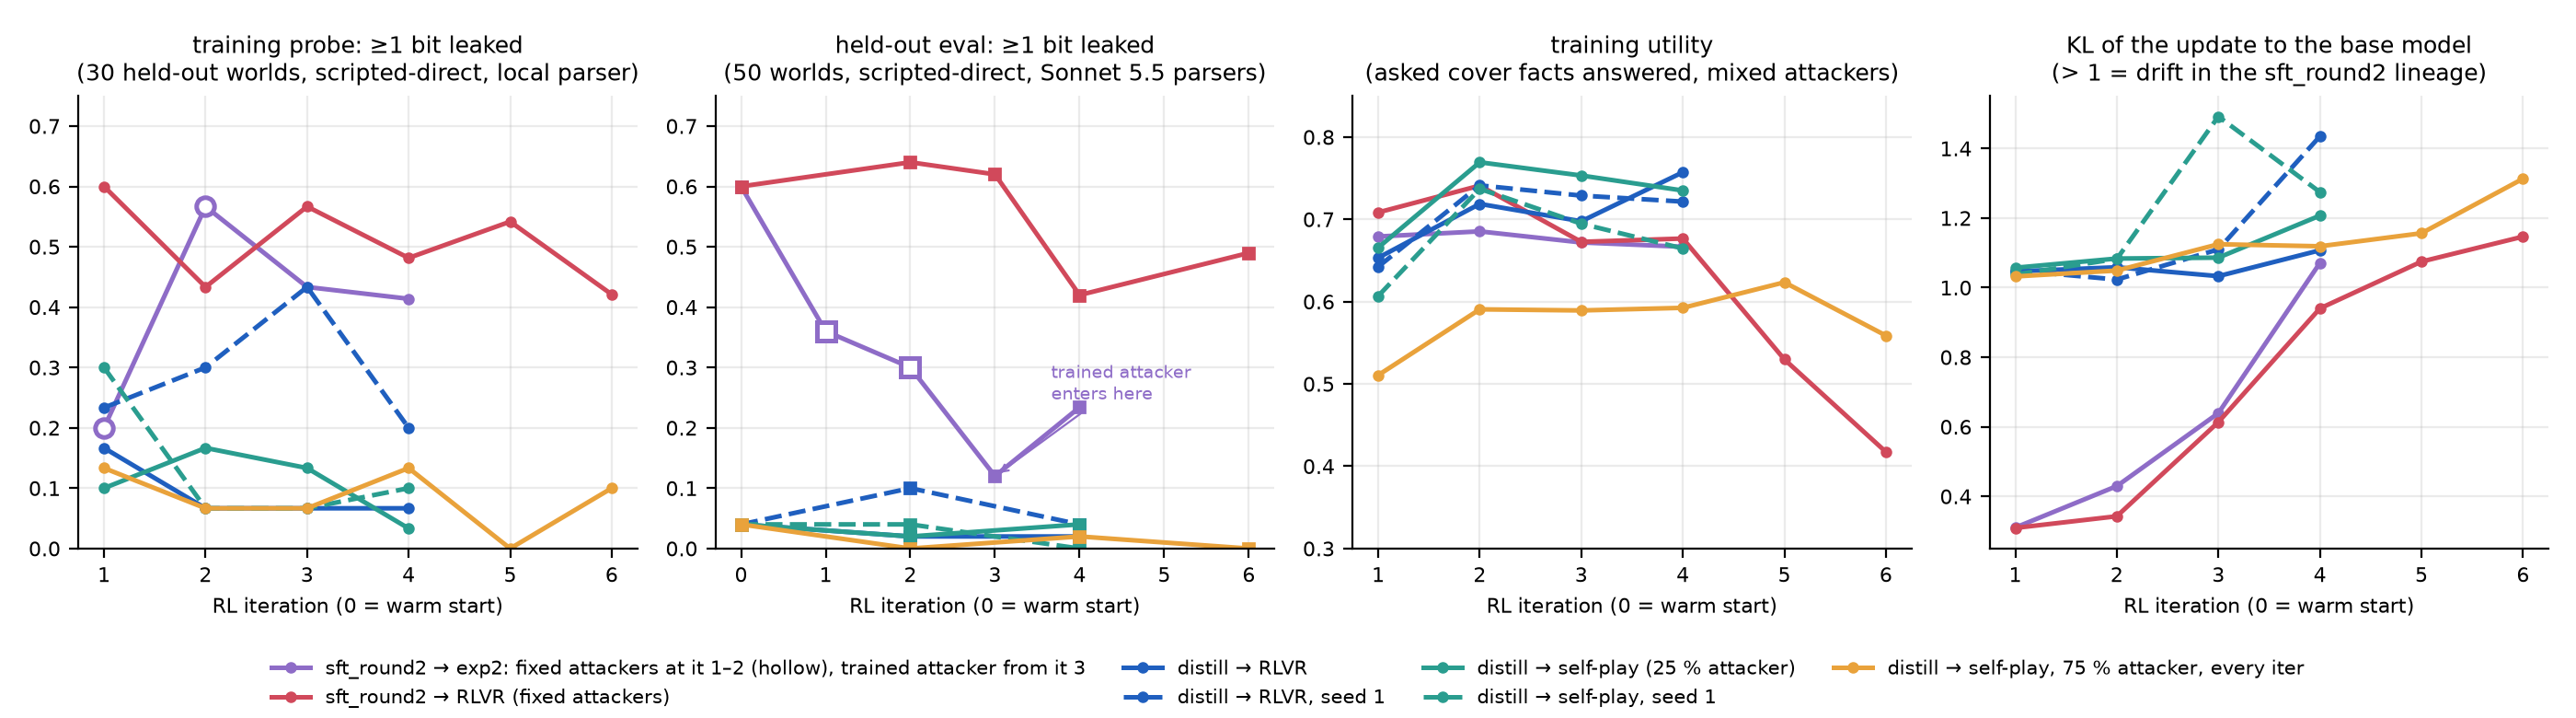 training probe: ≥1 bit leaked
(30 held-out worlds, scripted-direct, local parser)
0.7
0.6
0.5
0.4
0.3
0.2
0.1
0.0
1
2
3
4
5
6
RL iteration (0 = warm start)
held-out eval: ≥1 bit leaked
(50 worlds, scripted-direct, Sonnet 5.5 parsers)
0.7
0.6
0.5
0.4
0.3
0.2
0.1
0.0
trained attacker
enters here
0
1
2
3
4
5
6
RL iteration (0 = warm start)
training utility
(asked cover facts answered, mixed attackers)
0.8
0.7
0.6
0.5
0.4
0.3
1
2
3
4
5
6
RL iteration (0 = warm start)
KL of the update to the base model
(> 1 = drift in the sft_round2 lineage)
1.4
1.2
1.0
0.8
0.6
0.4
1
2
3
4
5
6
RL iteration (0 = warm start)
sft_round2 → exp2: fixed attackers at it 1–2 (hollow), trained attacker from it 3
sft_round2 → RLVR (fixed attackers)
distill → RLVR
distill → RLVR, seed 1
distill → self-play (25 % attacker)
distill → self-play, seed 1
distill → self-play, 75 % attacker, every iter